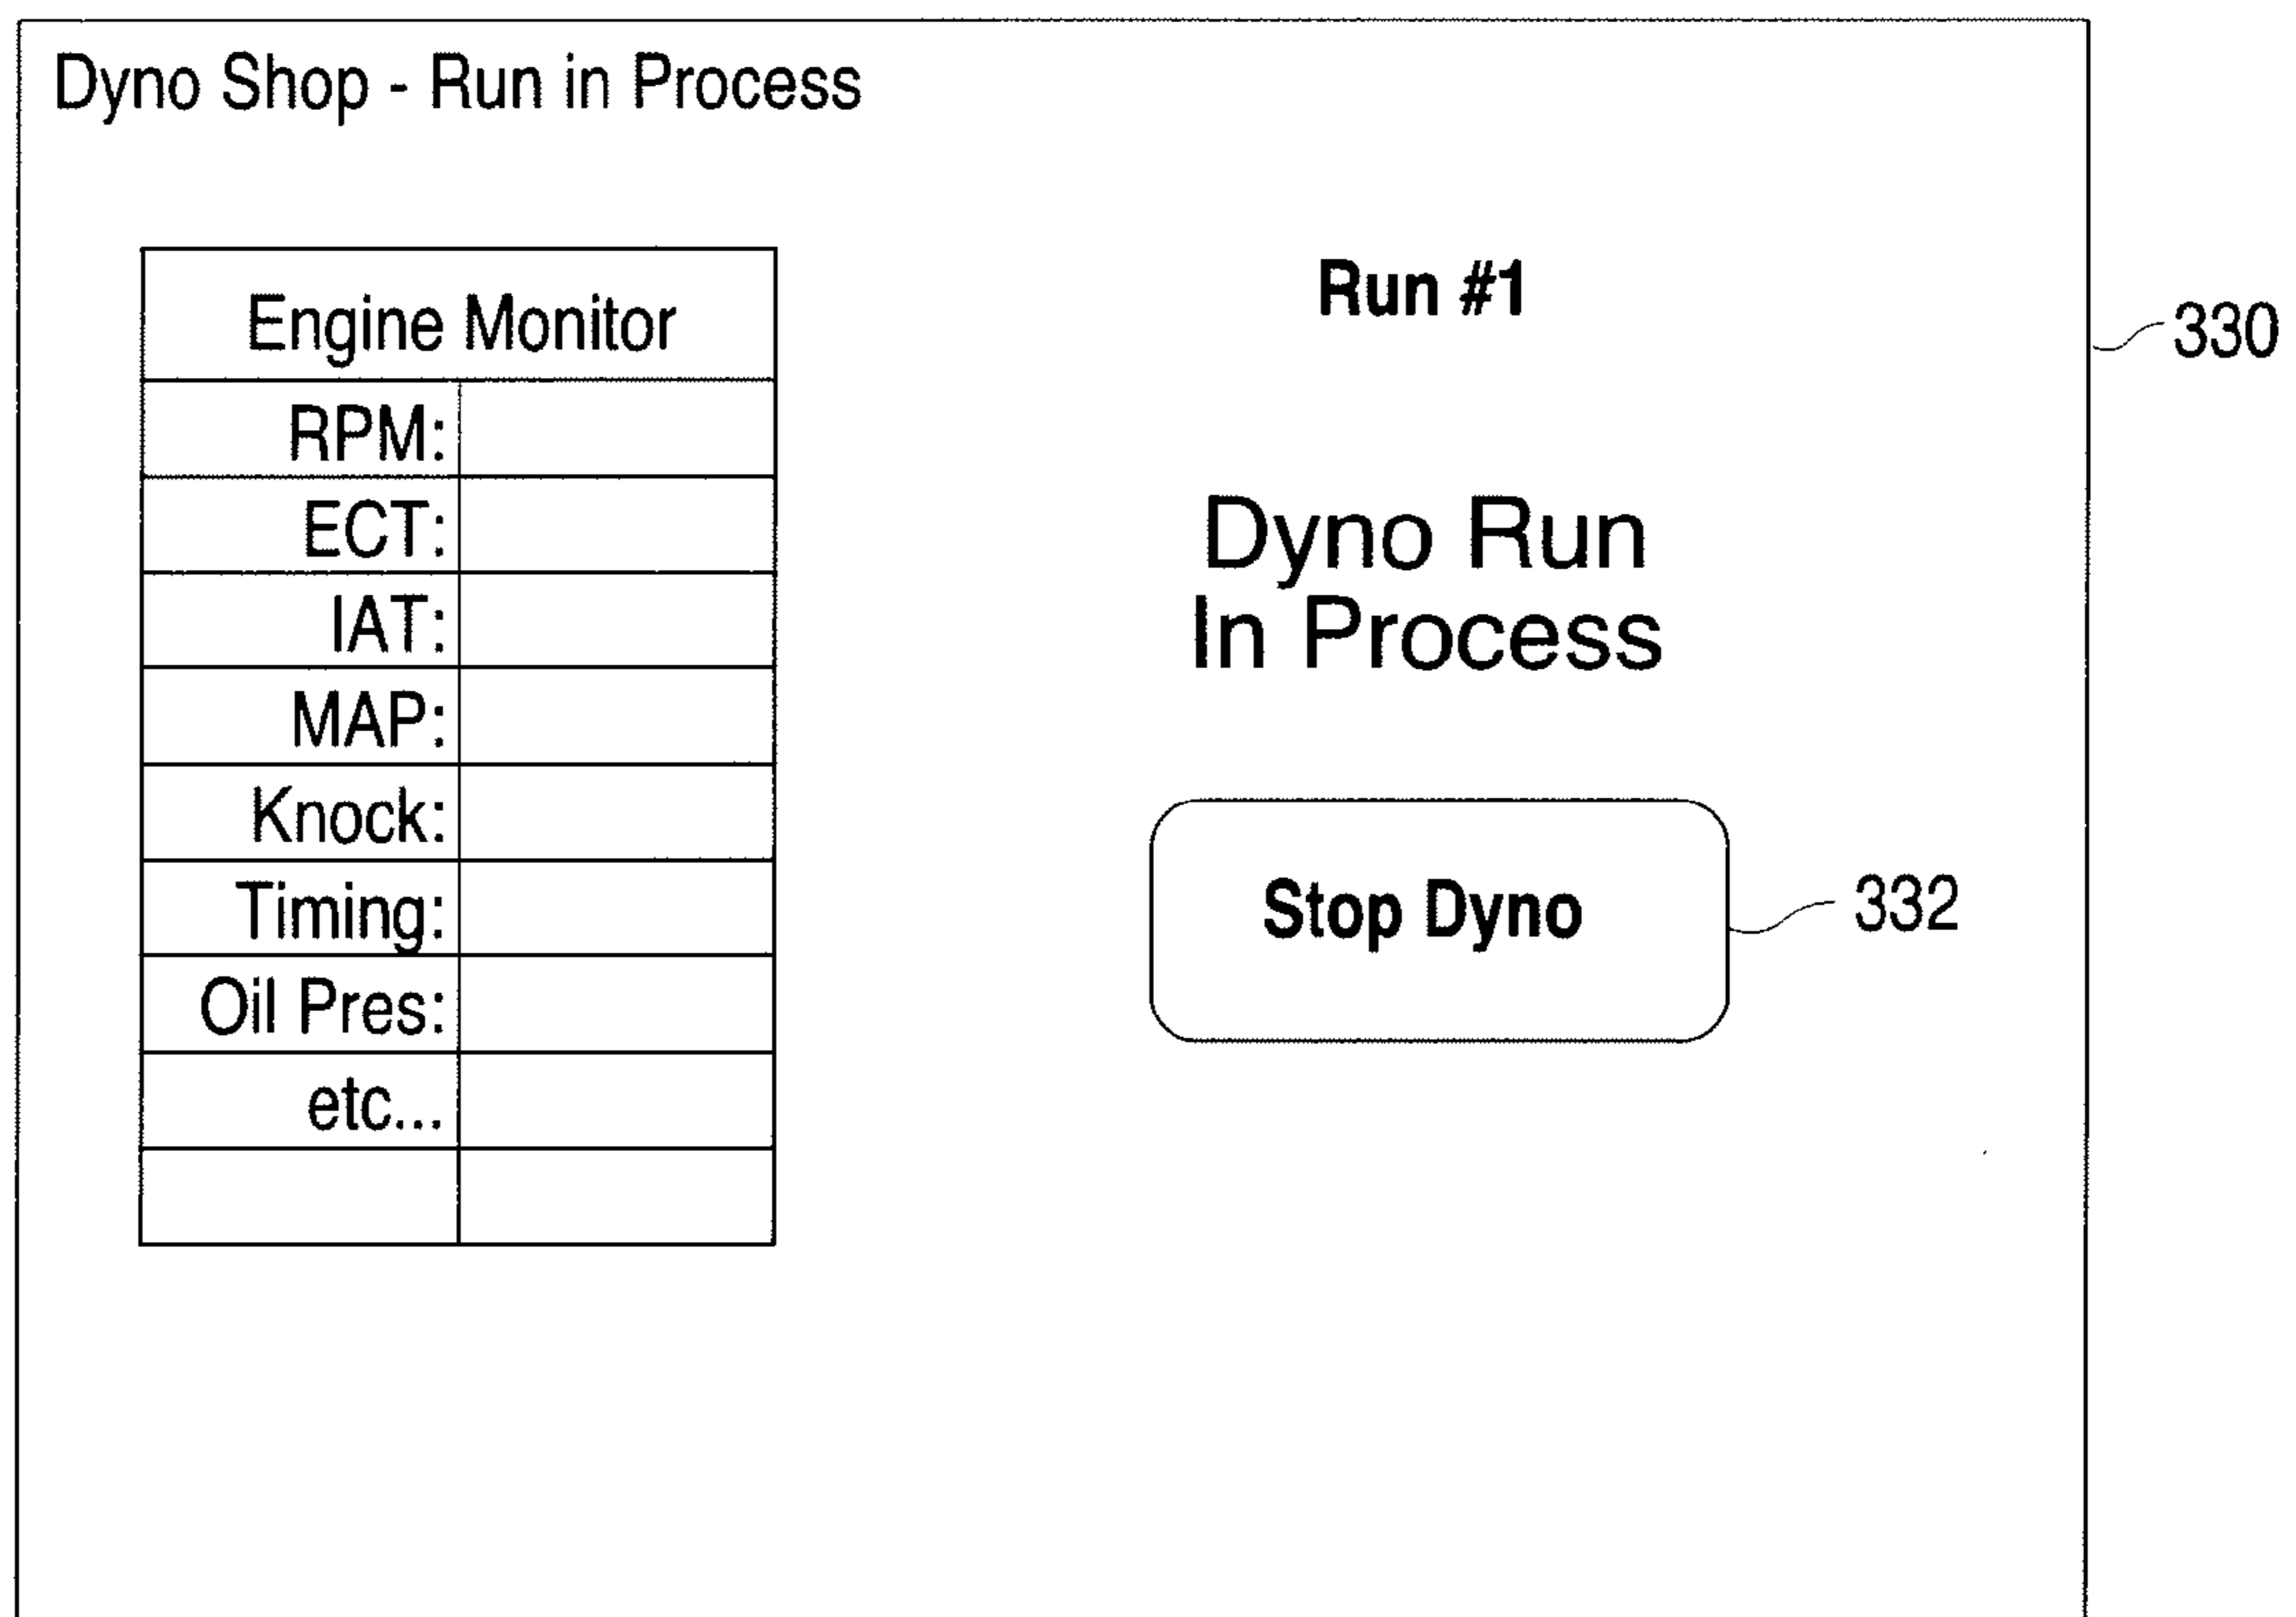 Dyno Shop - Run in Process
Engine Monitor
RPM:
ECT:
IAT:
MAP:
Knock:
Timing:
Oil Pres:
etc...
Run #1
Dyno Run
In Process
Stop Dyno
330
332